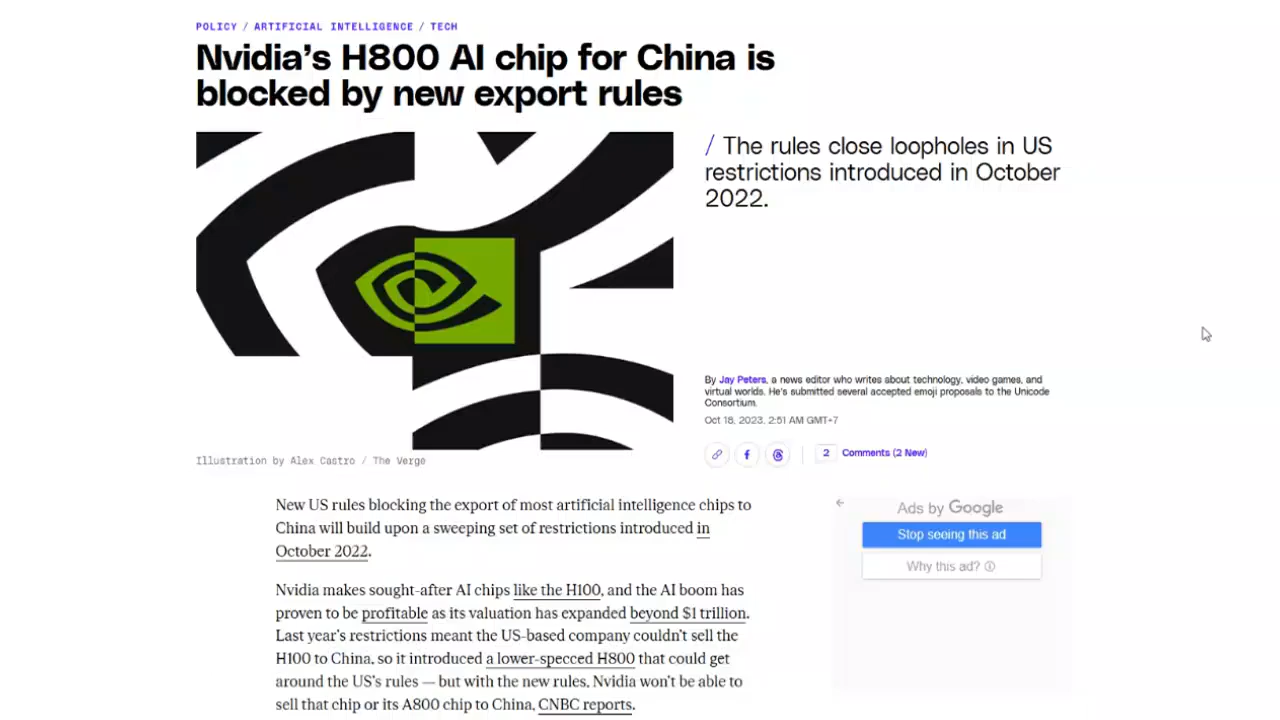 POLICY / ARTIFICIAL INTELLIGENCE / TECH
Nvidia's H800 AI chip for China is
blocked by new export rules
/ The rules close loopholes in US
restrictions introduced in October
2022.
By Jay Peters, a news editor who writes about technology, video games, and
virtual worlds. He's submitted several accepted emoji proposals to the Unicode
Consortium.
Oct 18, 2023, 2:51 AM GMT+7
2 Comments (2 New)
Illustration by Alex Castro / The Verge
New US rules blocking the export of most artificial intelligence chips to
China will build upon a sweeping set of restrictions introduced in
October 2022.
Nvidia makes sought-after AI chips like the H100, and the AI boom has
proven to be profitable as its valuation has expanded beyond $1 trillion.
Last year's restrictions meant the US-based company couldn't sell the
H100 to China, so it introduced a lower-specced H800 that could get
around the US's rules — but with the new rules, Nvidia won't be able to
sell that chip or its A800 chip to China, CNBC reports.
Ads by Google
Stop seeing this ad
Why this ad?